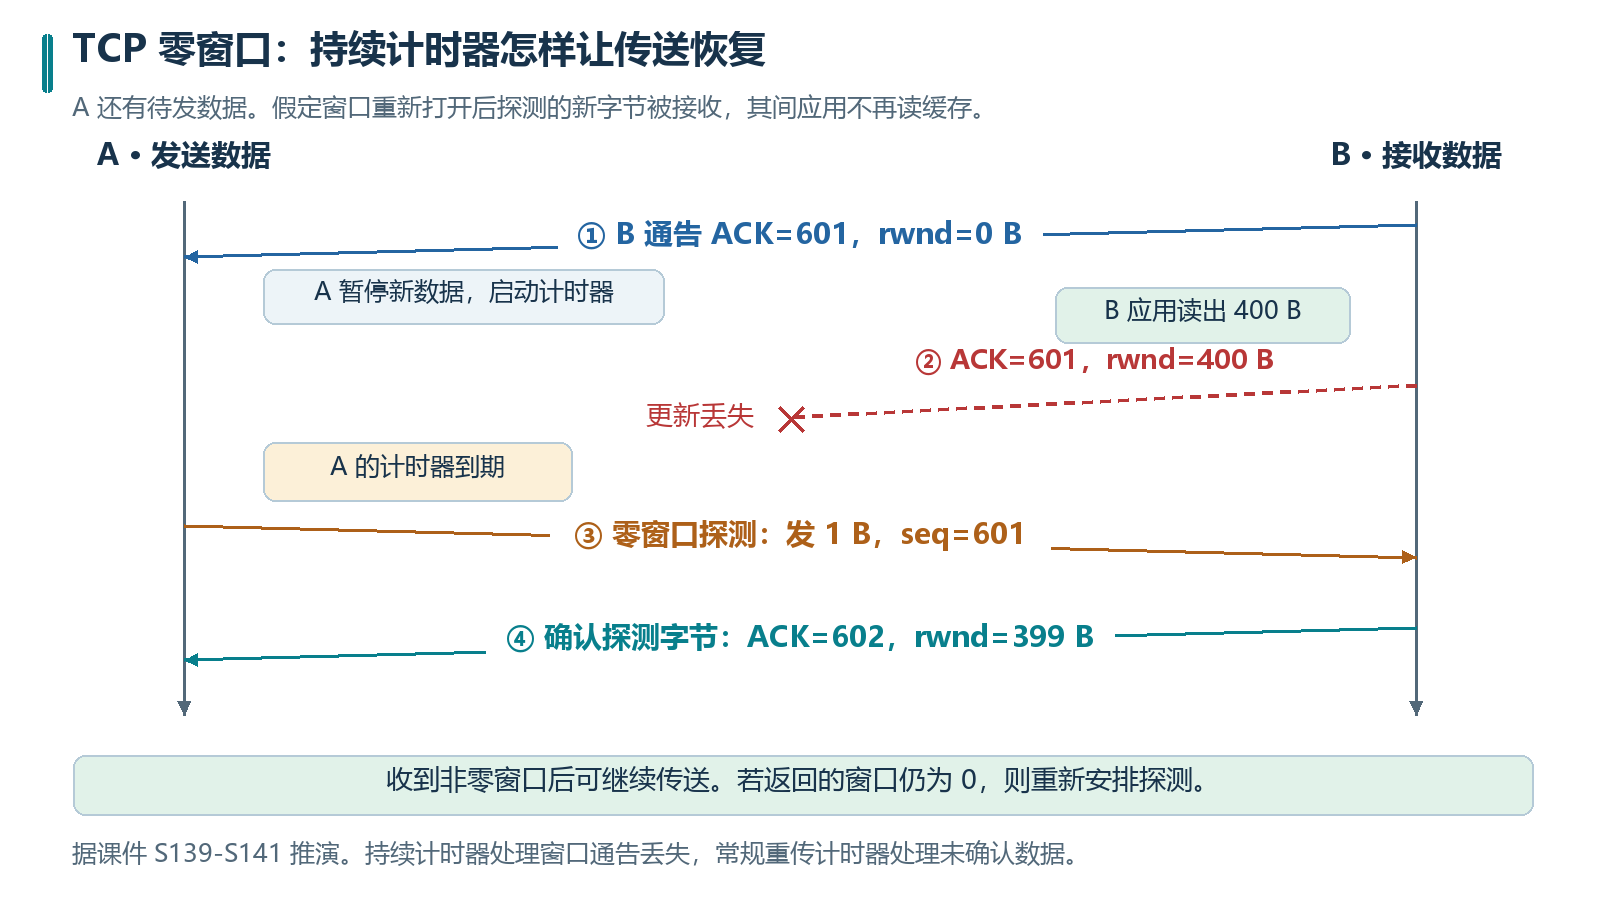 TCP 零窗口：持续计时器怎样让传送恢复
A 还有待发数据。假定窗口重新打开后探测的新字节被接收，其间应用不再读缓存。
A • 发送数据
B • 接收数据
① B 通告 ACK=601，rwnd=0 B
A 暂停新数据，启动计时器
B 应用读出 400 B
② ACK=601，rwnd=400 B
更新丢失
A 的计时器到期
③ 零窗口探测：发 1 B，seq=601
④ 确认探测字节：ACK=602，rwnd=399 B
收到非零窗口后可继续传送。若返回的窗口仍为 0，则重新安排探测。
据课件 S139-S141 推演。持续计时器处理窗口通告丢失，常规重传计时器处理未确认数据。